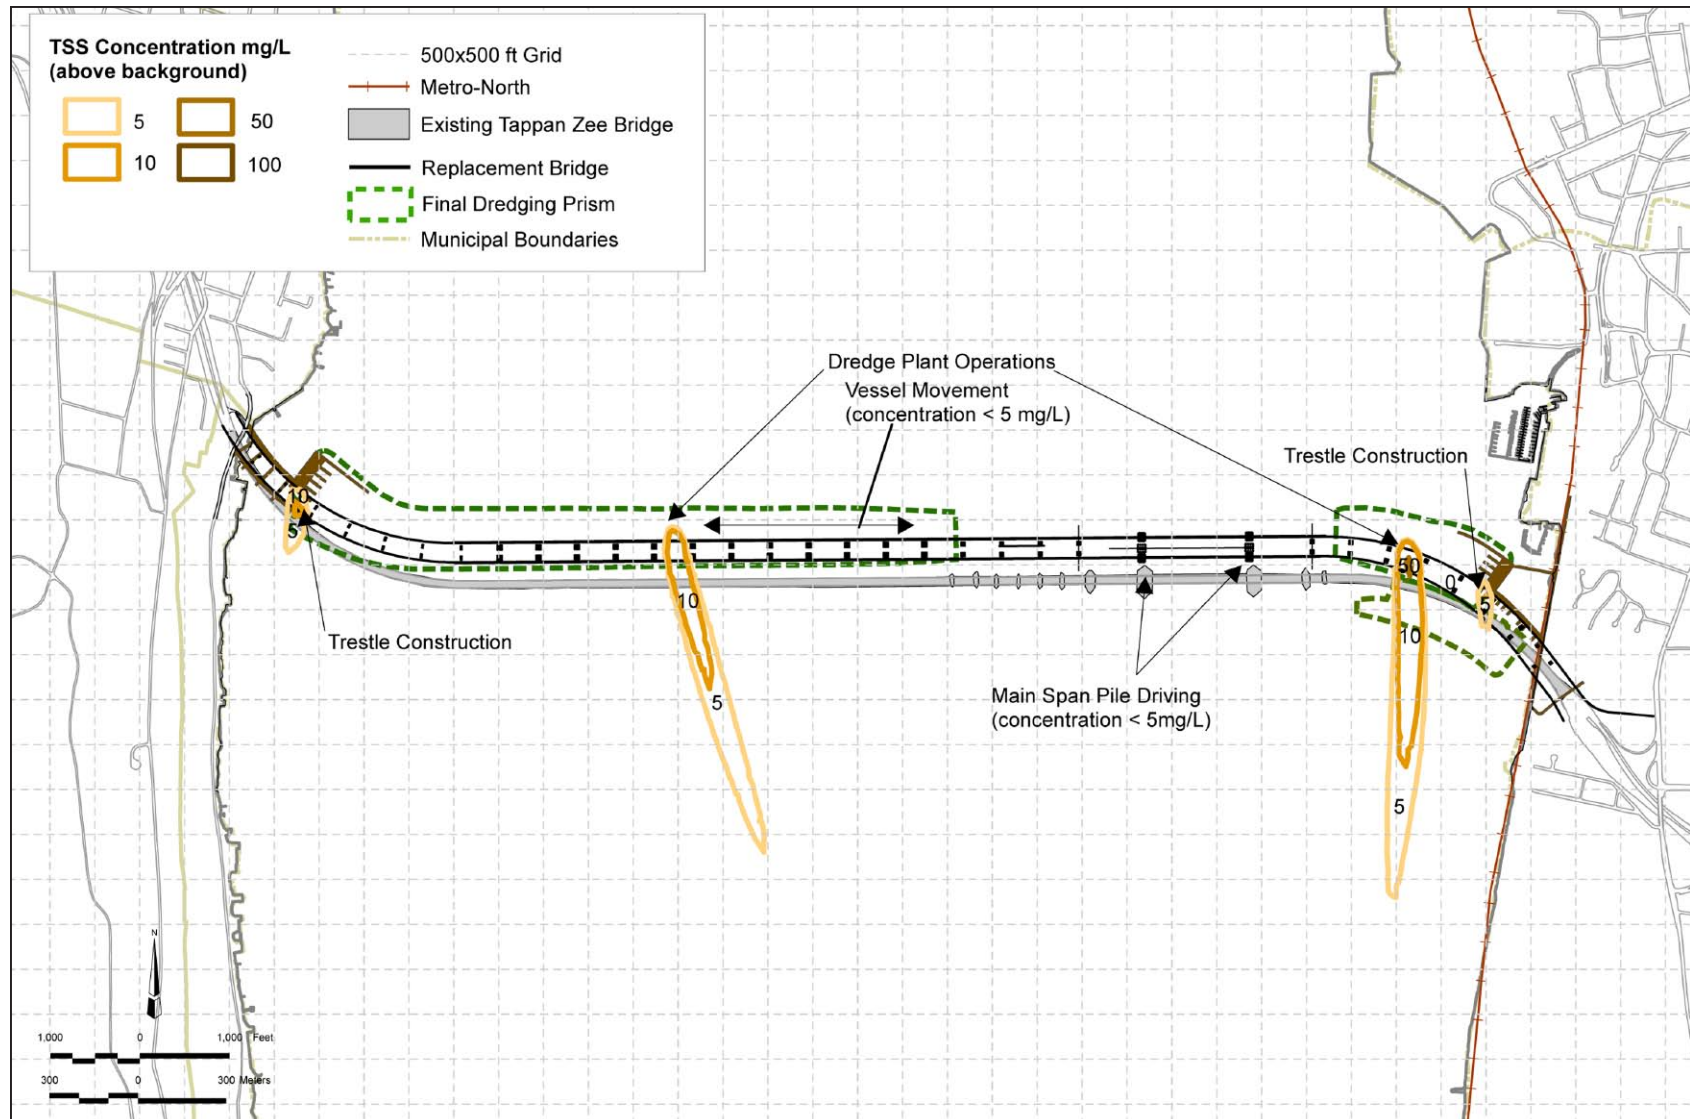 TSS Concentration mg/L
(above background)
5
50
10
100
500x500 ft Grid
Metro-North
Existing Tappan Zee Bridge
Replacement Bridge
Final Dredging Prism
Municipal Boundaries
Dredge Plant Operations
Vessel Movement
(concentration < 5 mg/L)
Trestle Construction
10
5
50
0
5
10
10
Trestle Construction
5
Main Span Pile Driving
(concentration < 5mg/L)
5
N
1,000 0 1,000 Feet
300 0 300 Meters